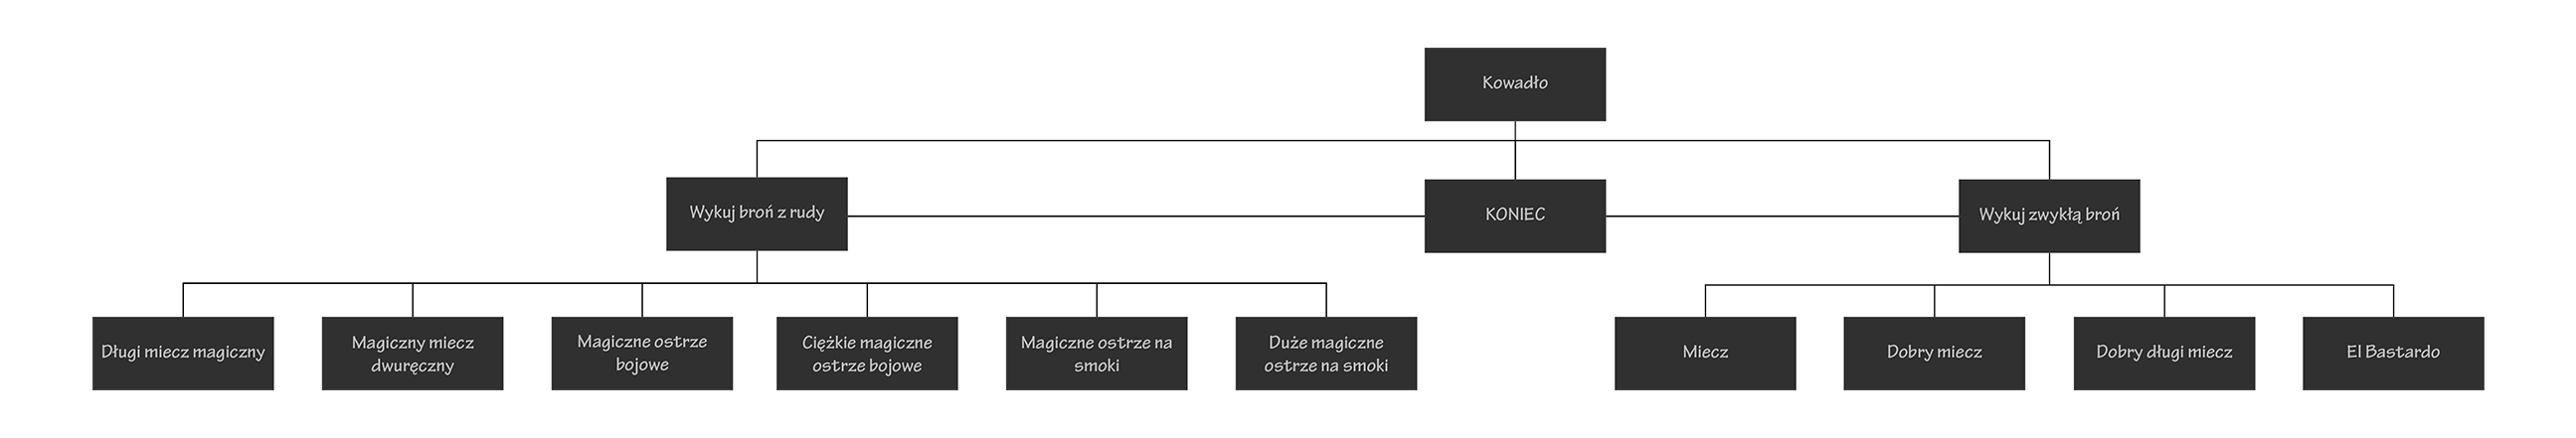 Kowadło
Wykuj broń z rudy
KONIEC
Wykuj zwykłą broń
Długi miecz magiczny
Magiczny miecz
dwuręczny
Magiczne ostrze
bojowe
Ciężkie magiczne
ostrze bojowe
Magiczne ostrze na
smoki
Duże magiczne
ostrze na smoki
Miecz
Dobry miecz
Dobry długi miecz
El Bastardo